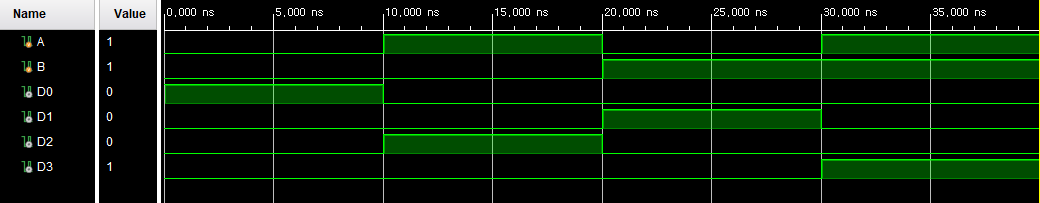 Name Value 0,000 ns 5,000 ns 10,000 ns 15,000 ns 20,000 ns 25,000 ns 30,000 ns 35,000 ns
A 1
B 1
D0 0
D1 0
D2 0
D3 1